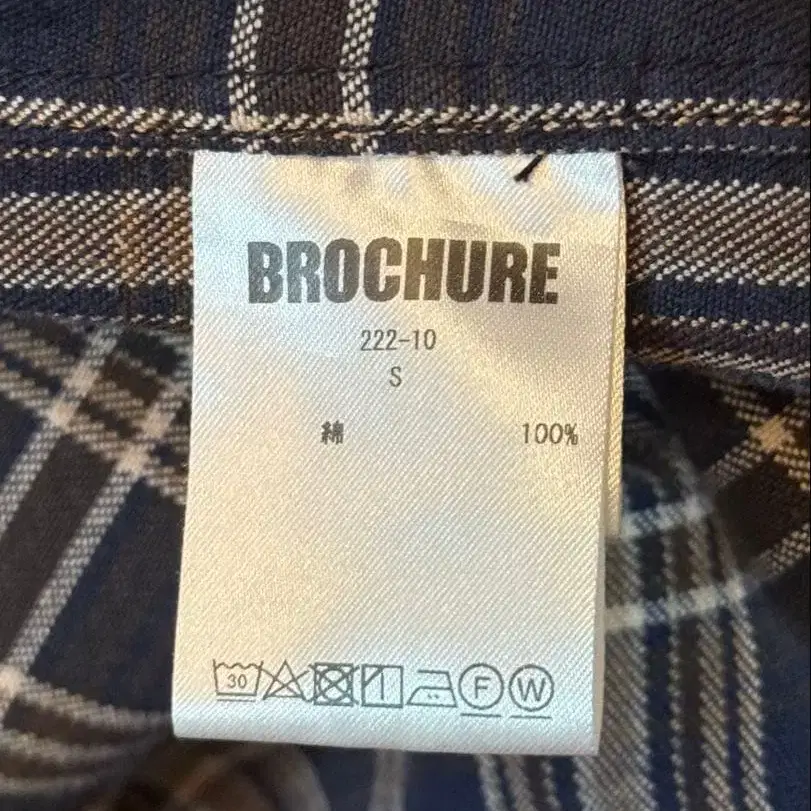 BROCHURE
222-10
S
綿 100%
30 F W